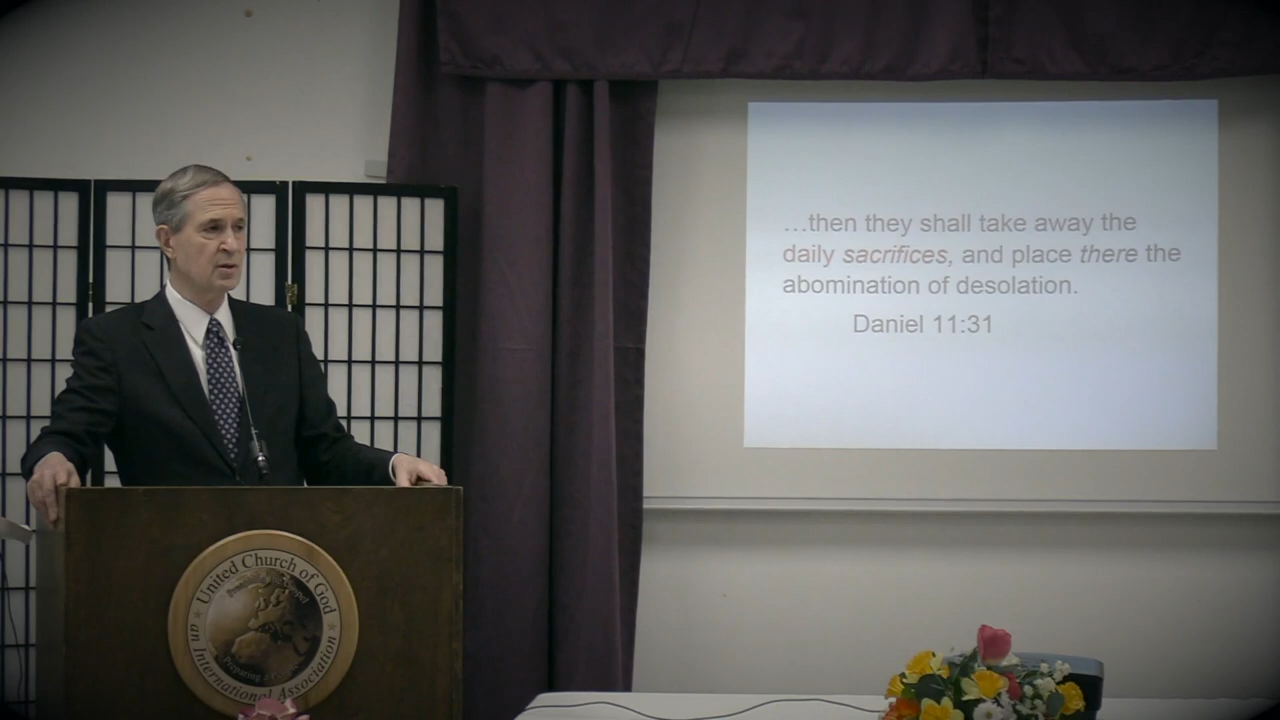 …then they shall take away the
daily sacrifices, and place there the
abomination of desolation.
Daniel 11:31
United Church of God
an International Association
Preparing a